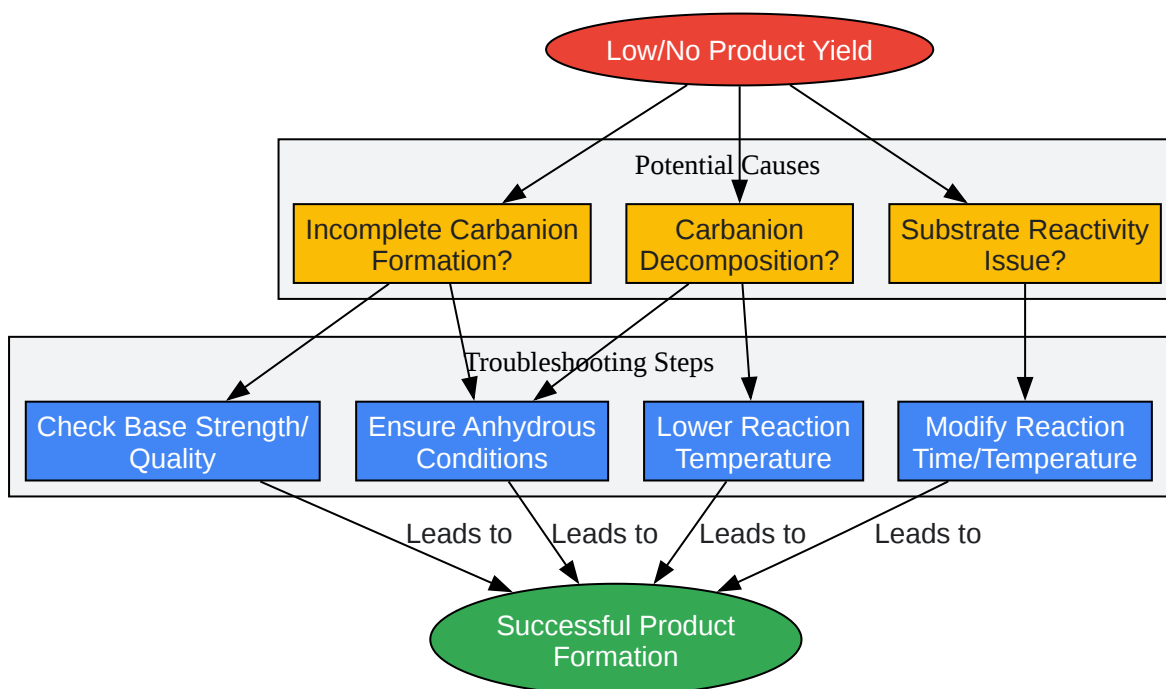 Low/No Product Yield
Potential Causes
Incomplete Carbanion
Formation?
Carbanion
Decomposition?
Substrate Reactivity
Issue?
Troubleshooting Steps
Check Base Strength/
Quality
Ensure Anhydrous
Conditions
Lower Reaction
Temperature
Modify Reaction
Time/Temperature
Leads to
Leads to
Leads to
Leads to
Successful Product
Formation